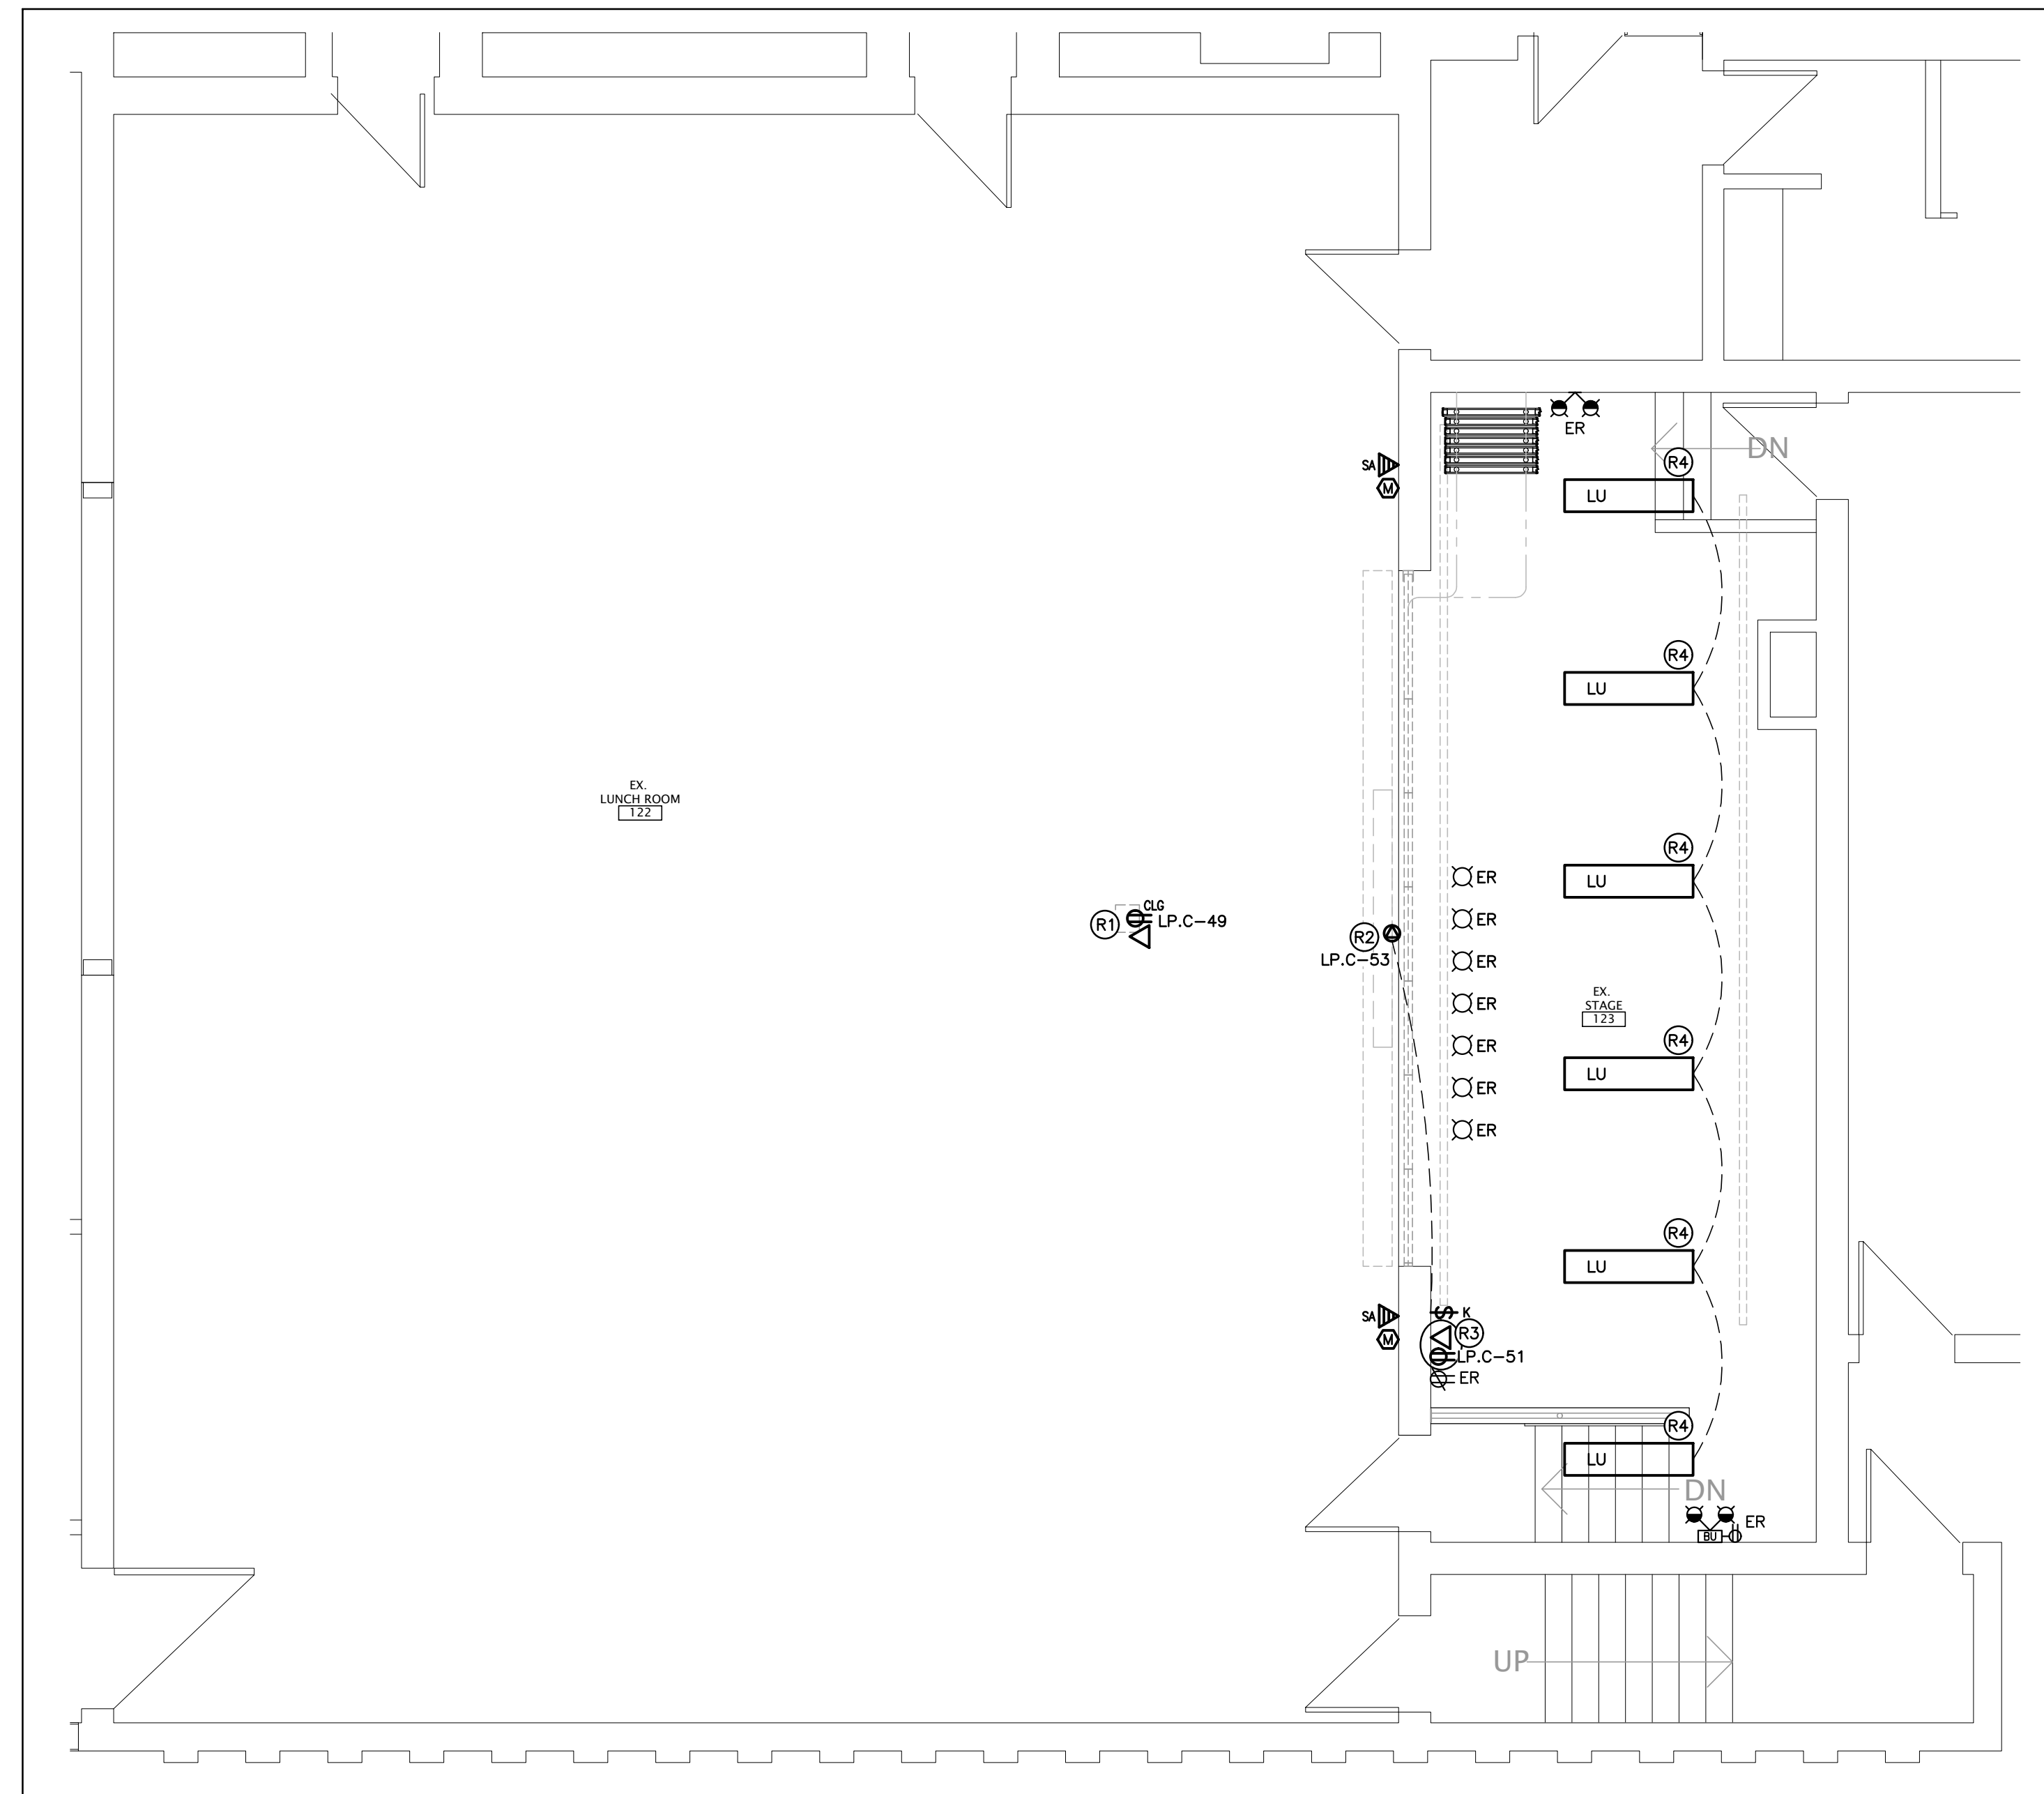 ER
DN
R4
SA
M
LU
R4
LU
EX.
LUNCH ROOM
122
R4
LU
ER
CLG
R1
LP.C-49
ER
R2
LP.C-53
ER
EX.
STAGE
123
ER
R4
LU
ER
ER
ER
R4
LU
SA
M
$ K
R3
LP.C-51
ER
R4
LU
DN
ER
BU
UP